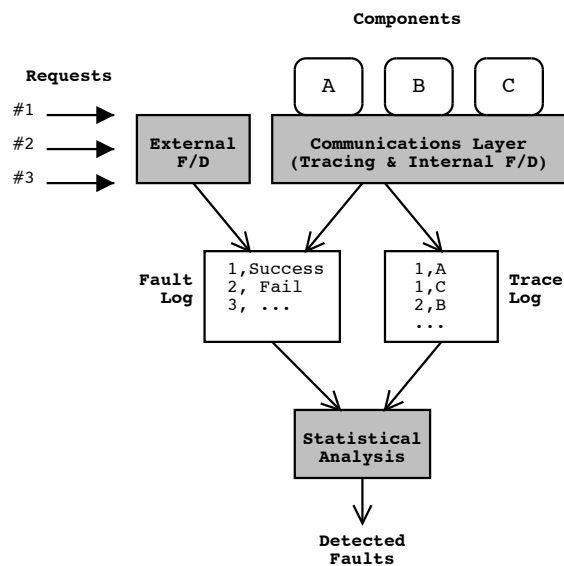 Components
Requests
A
B
C
#1
#2
#3
External
F/D
Communications Layer
(Tracing & Internal F/D)
Fault
Log
1,Success
2, Fail
3, ...
1,A
1,C
2,B
...
Trace
Log
Statistical
Analysis
Detected
Faults